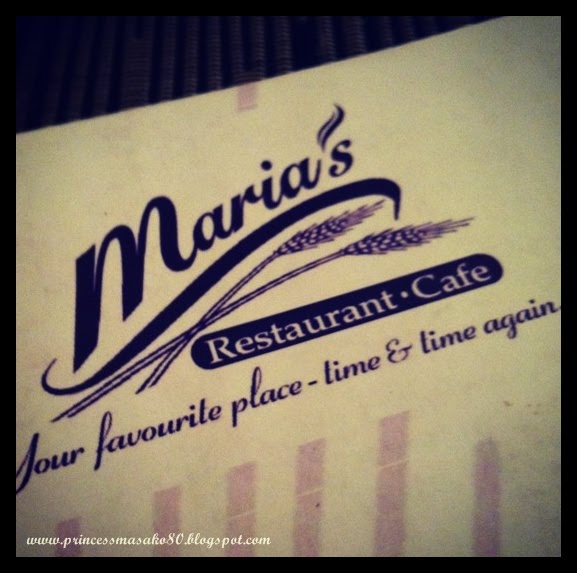 Maria's
Restaurant · Cafe
Your favourite place - time & time again
www.princessmasako80.blogspot.com